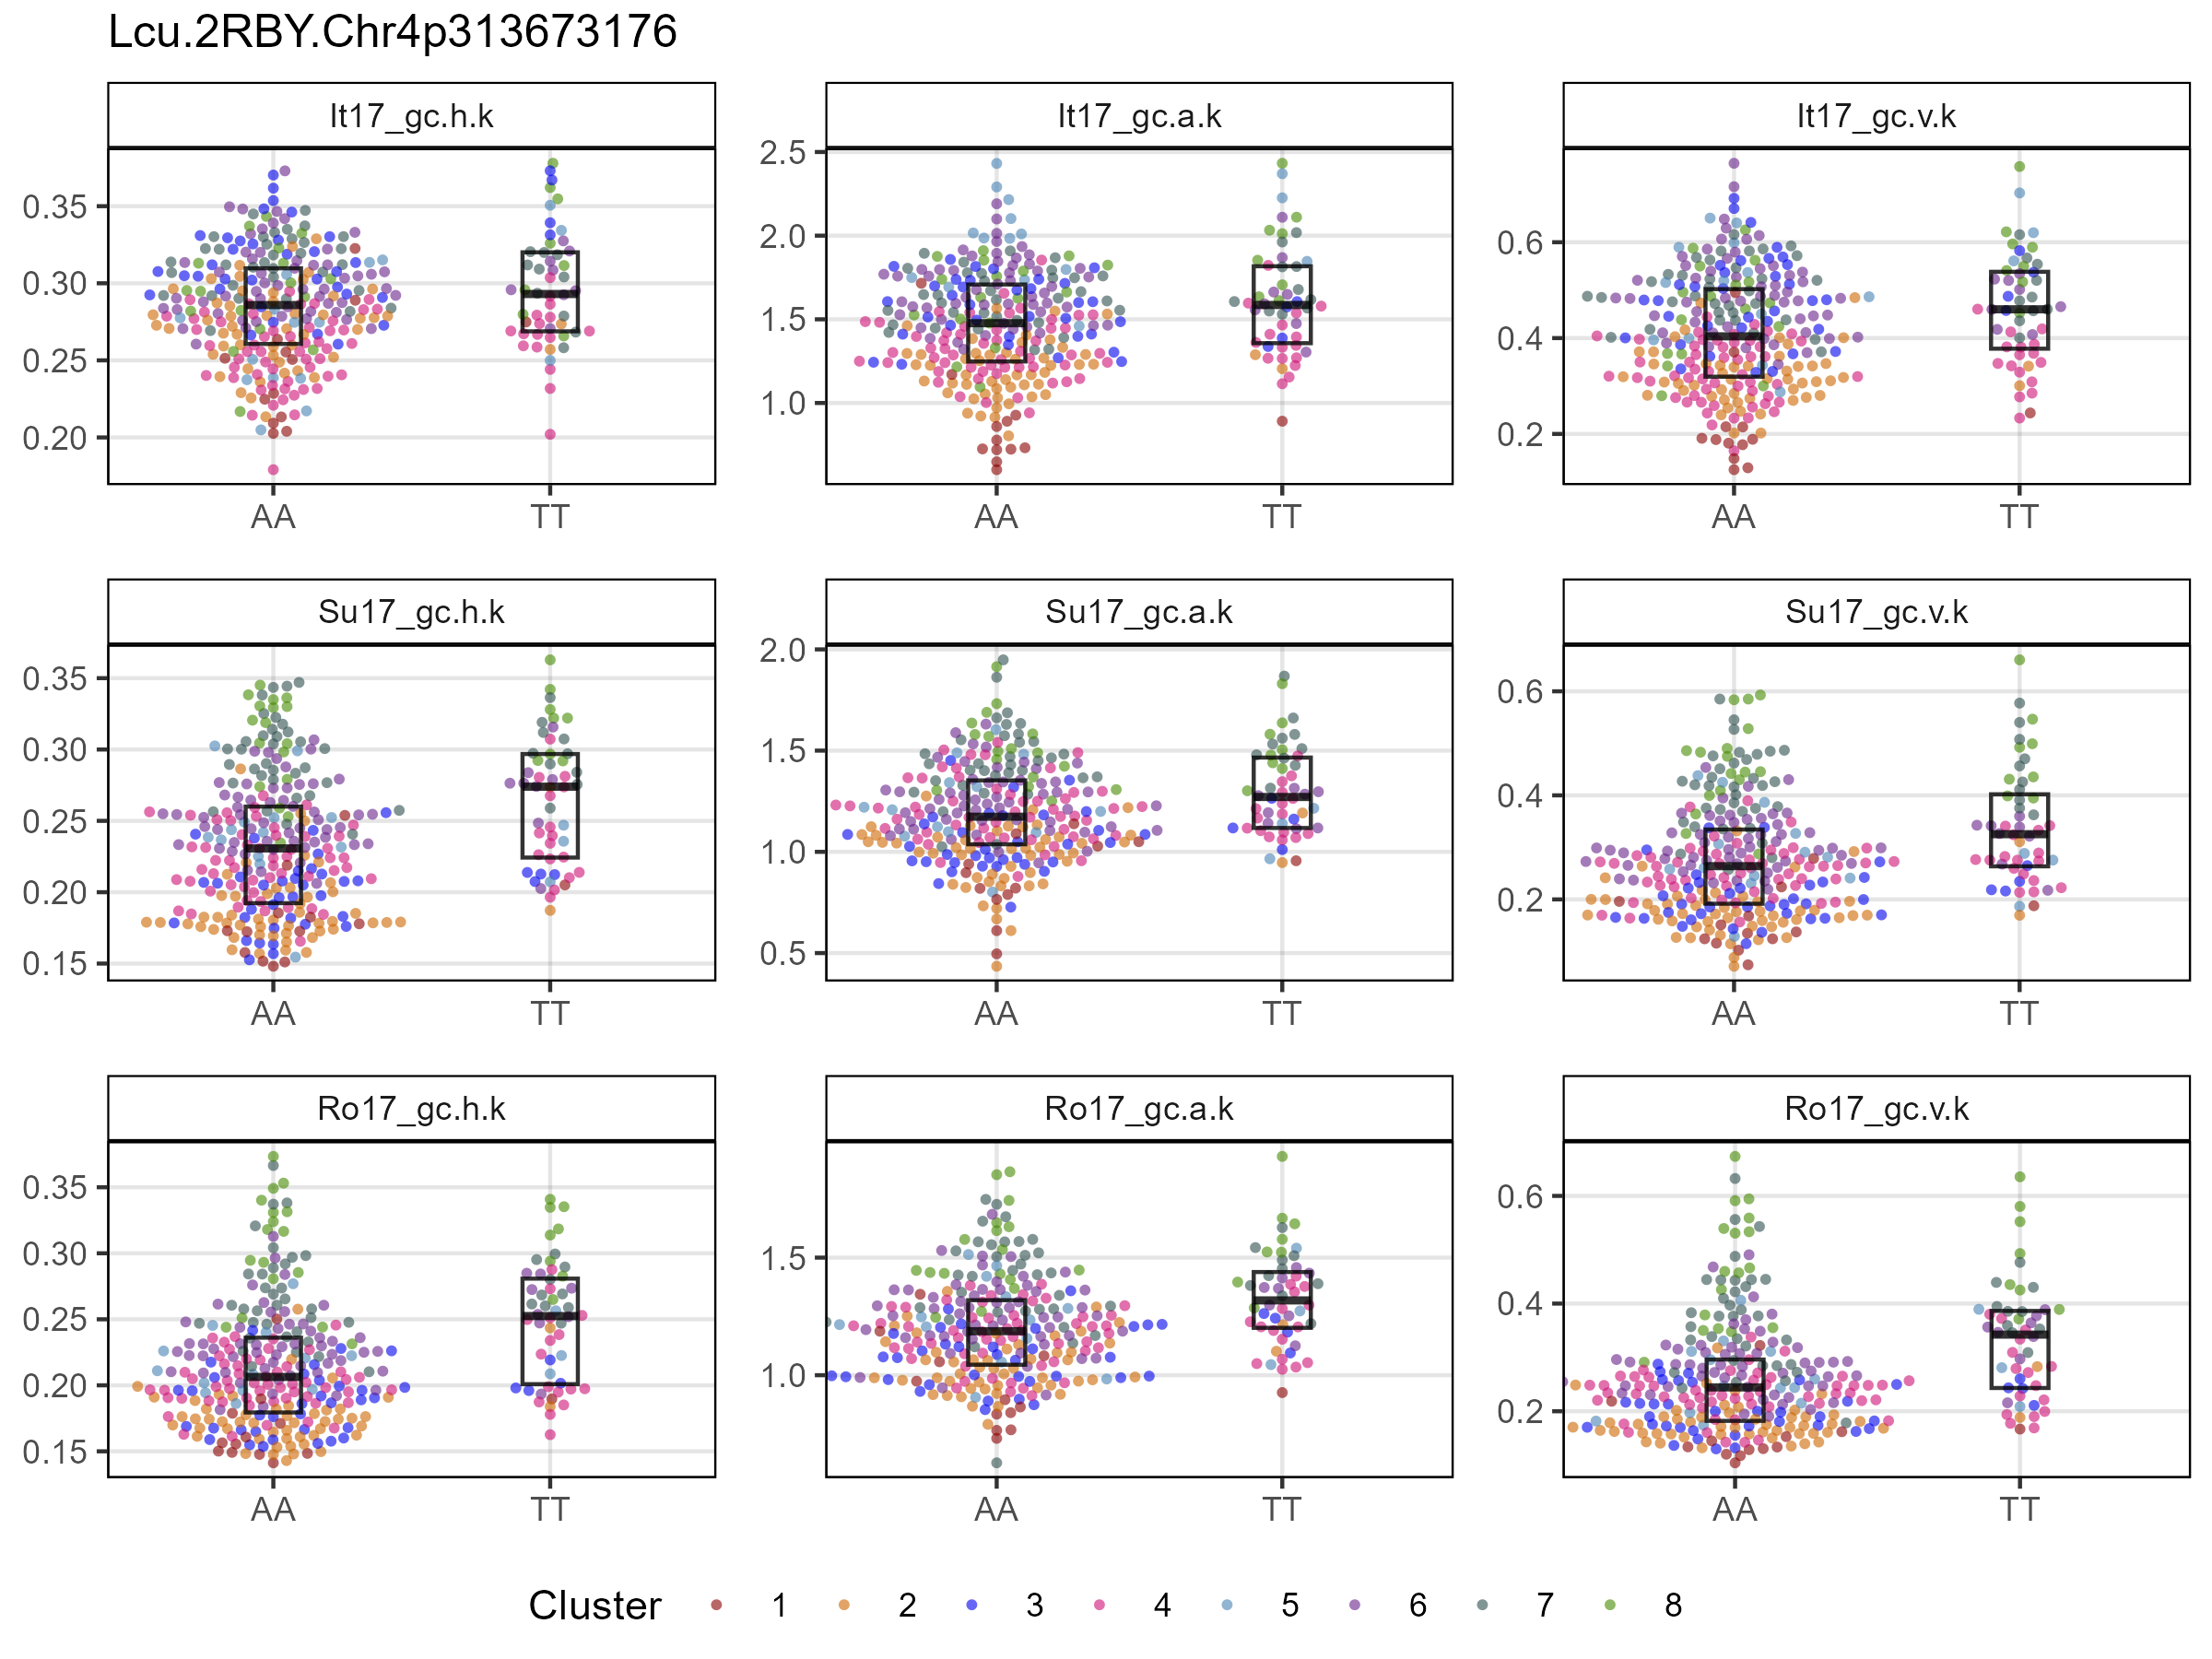 Lcu.2RBY.Chr4p313673176
It17_gc.h.k
0.35
0.30
0.25
0.20
AA TT
It17_gc.a.k
2.5
2.0
1.5
1.0
AA TT
It17_gc.v.k
0.6
0.4
0.2
AA TT
Su17_gc.h.k
0.35
0.30
0.25
0.20
0.15
AA TT
Su17_gc.a.k
2.0
1.5
1.0
0.5
AA TT
Su17_gc.v.k
0.6
0.4
0.2
AA TT
Ro17_gc.h.k
0.35
0.30
0.25
0.20
0.15
AA TT
Ro17_gc.a.k
1.5
1.0
AA TT
Ro17_gc.v.k
0.6
0.4
0.2
AA TT
Cluster 1 2 3 4 5 6 7 8